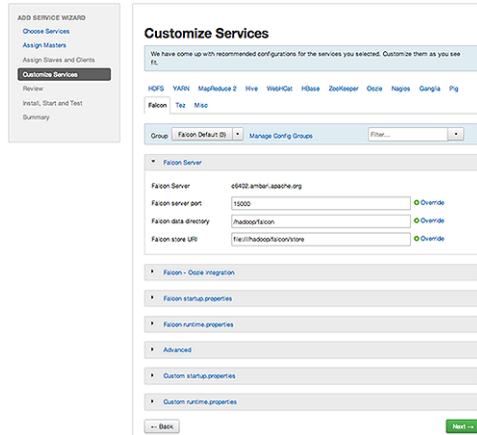 ADD SERVICE WIZARD
Choose Services
Assign Masters
Assign Slaves and Clients
Customize Services
Review
Install, Start and Test
Summary
Customize Services
We have come up with recommended configurations for the services you selected. Customize them as you see
fit.
HDFS YARN MapReduce 2 Hive WebHCat HBase ZooKeeper Oozie Nagios Ganglia Pig
Falcon Tez Misc
Group Falcon Default (3) Manage Config Groups Filter...
Falcon Server
Falcon Server c6402.ambari.apache.org
Falcon server port 15000 Override
Falcon data directory /hadoop/falcon Override
Falcon store URI file:///hadoop/falcon/store Override
Falcon - Oozie integration
Falcon startup.properties
Falcon runtime.properties
Advanced
Custom startup.properties
Custom runtime.properties
← Back Next →